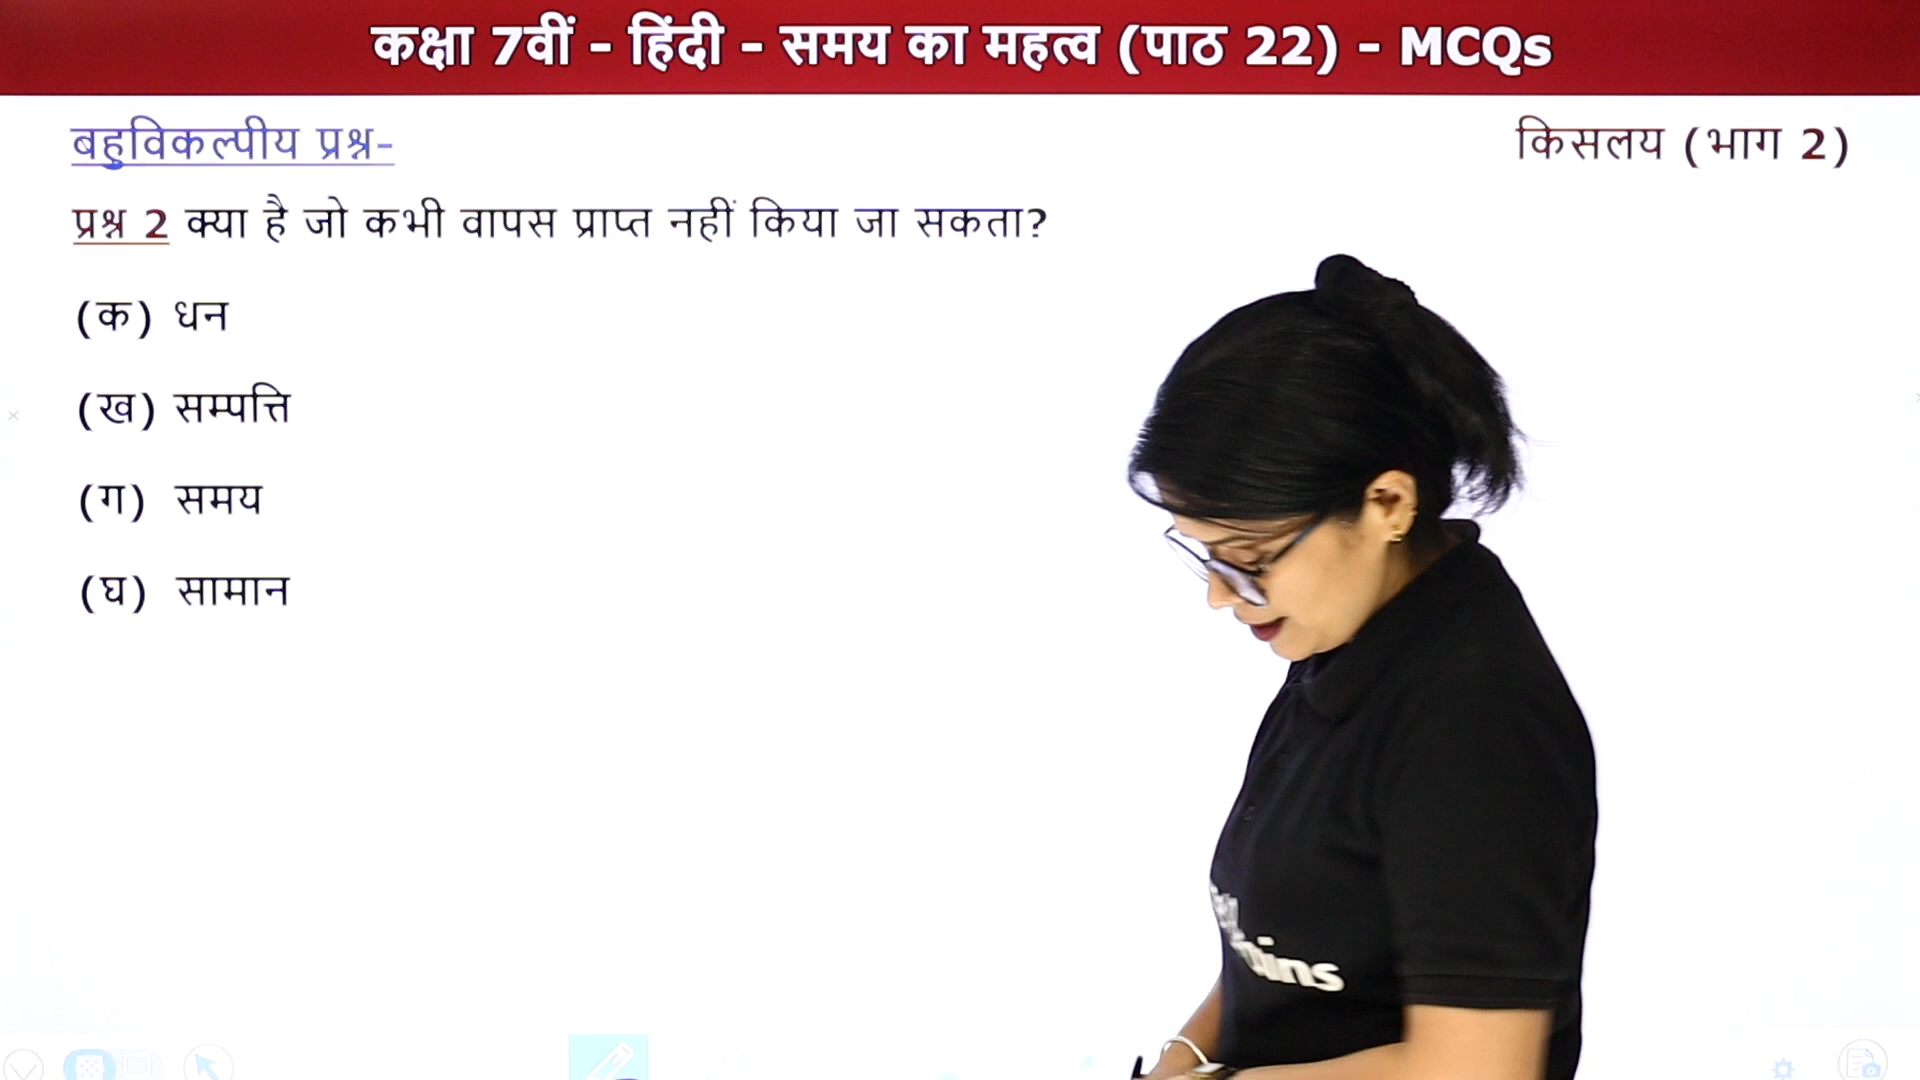 कक्षा 7वीं - हिंदी - समय का महत्व (पाठ 22) - MCQs
बहुविकल्पीय प्रश्न-
किसलय (भाग 2)
प्रश्न 2 क्या है जो कभी वापस प्राप्त नहीं किया जा सकता?
(क) धन
(ख) सम्पत्ति
(ग) समय
(घ) सामान